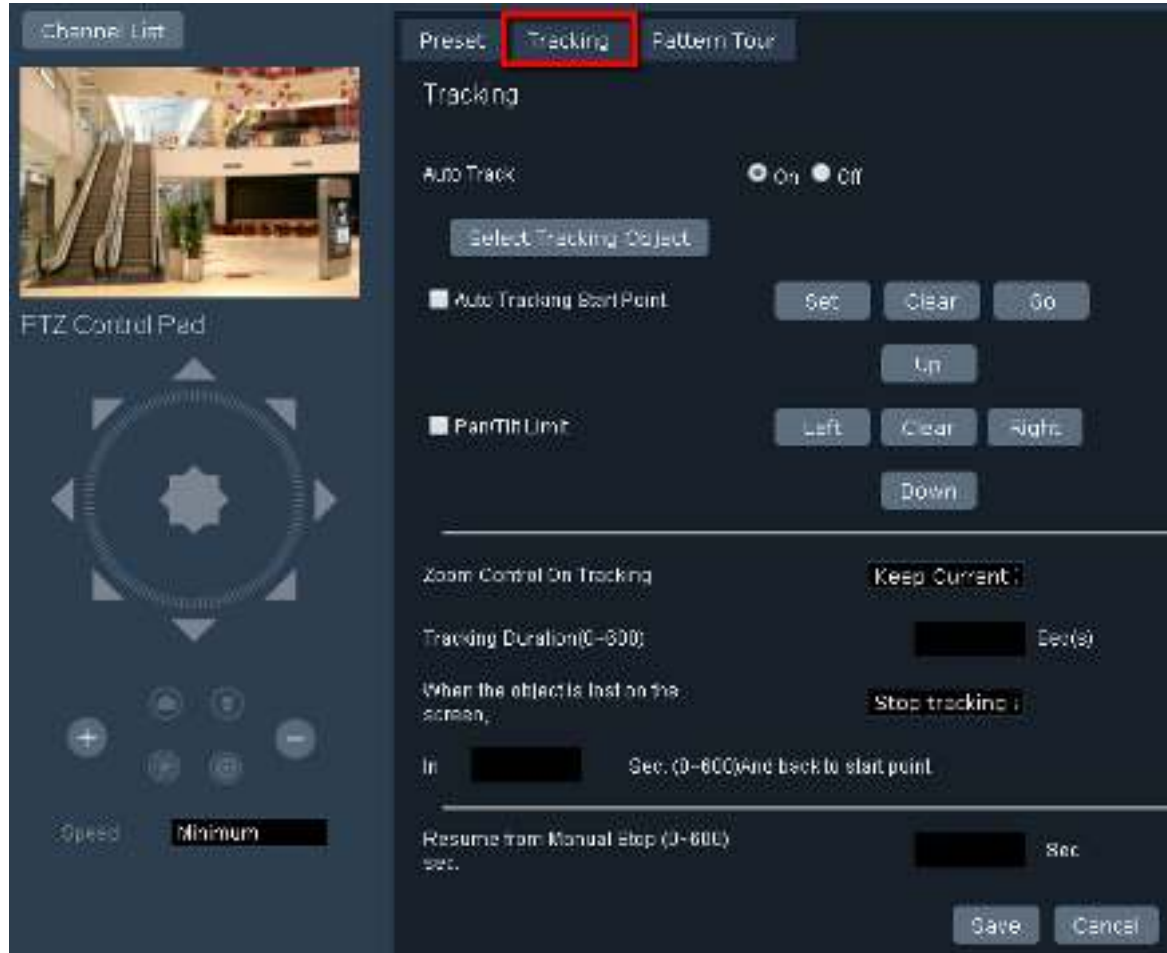 Channel List
Preset Tracking Pattern Tour
Tracking
Auto Track On Off
Select Tracking Object
Auto Tracking Start Point Set Clear Go
PTZ Control Pad
Up
Pan/Tilt Limit Left Clear Right
Down
Zoom Control On Tracking Keep Current
Tracking Duration(0~600) Sec(s)
When the object is lost on the
screen, Stop tracking
In Sec. (0~600)And back to start point
Speed Minimum
Resume from Manual Stop (0~600)
sec. Sec
Save Cancel